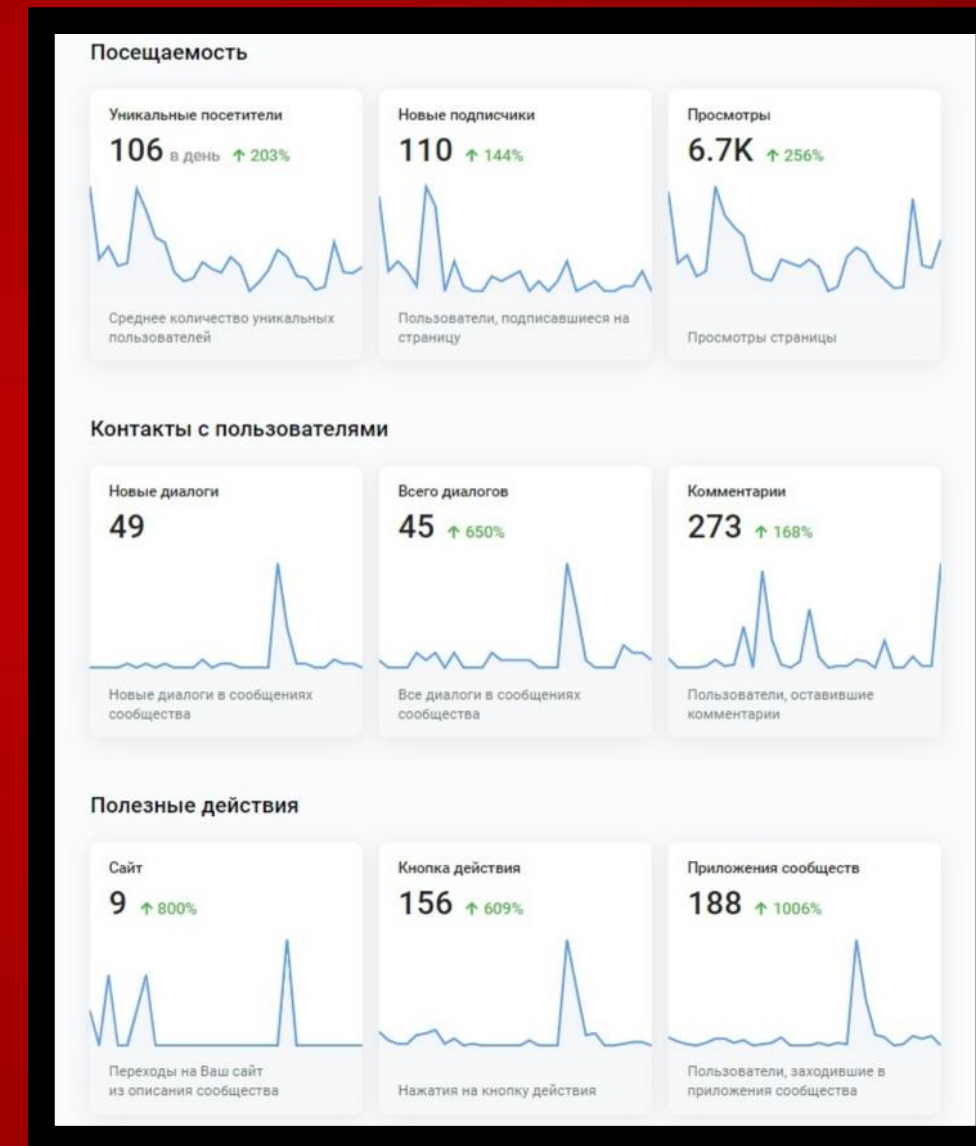 Посещаемость
Уникальные посетители
106 в день ↑ 203%
Среднее количество уникальных
пользователей
Новые подписчики
110 ↑ 144%
Пользователи, подписавшиеся на
страницу
Просмотры
6.7K ↑ 256%
Просмотры страницы
Контакты с пользователями
Новые диалоги
49
Новые диалоги в сообщениях
сообщества
Всего диалогов
45 ↑ 650%
Все диалоги в сообщениях
сообщества
Комментарии
273 ↑ 168%
Пользователи, оставившие
комментарии
Полезные действия
Сайт
9 ↑ 800%
Переходы на Ваш сайт
из описания сообщества
Кнопка действия
156 ↑ 609%
Нажатия на кнопку действия
Приложения сообществ
188 ↑ 1006%
Пользователи, заходившие в
приложения сообщества